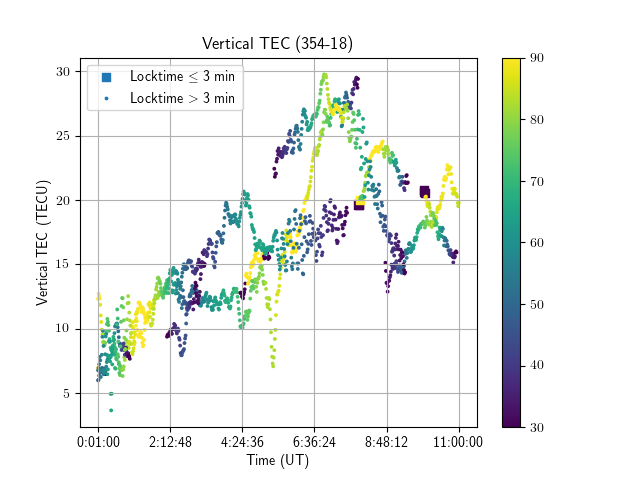 Vertical TEC (354-18)
Locktime ≤ 3 min
Locktime > 3 min
Vertical TEC (TECU)
30
25
20
15
10
5
0:01:00 2:12:48 4:24:36 6:36:24 8:48:12 11:00:00
Time (UT)
90
80
70
60
50
40
30